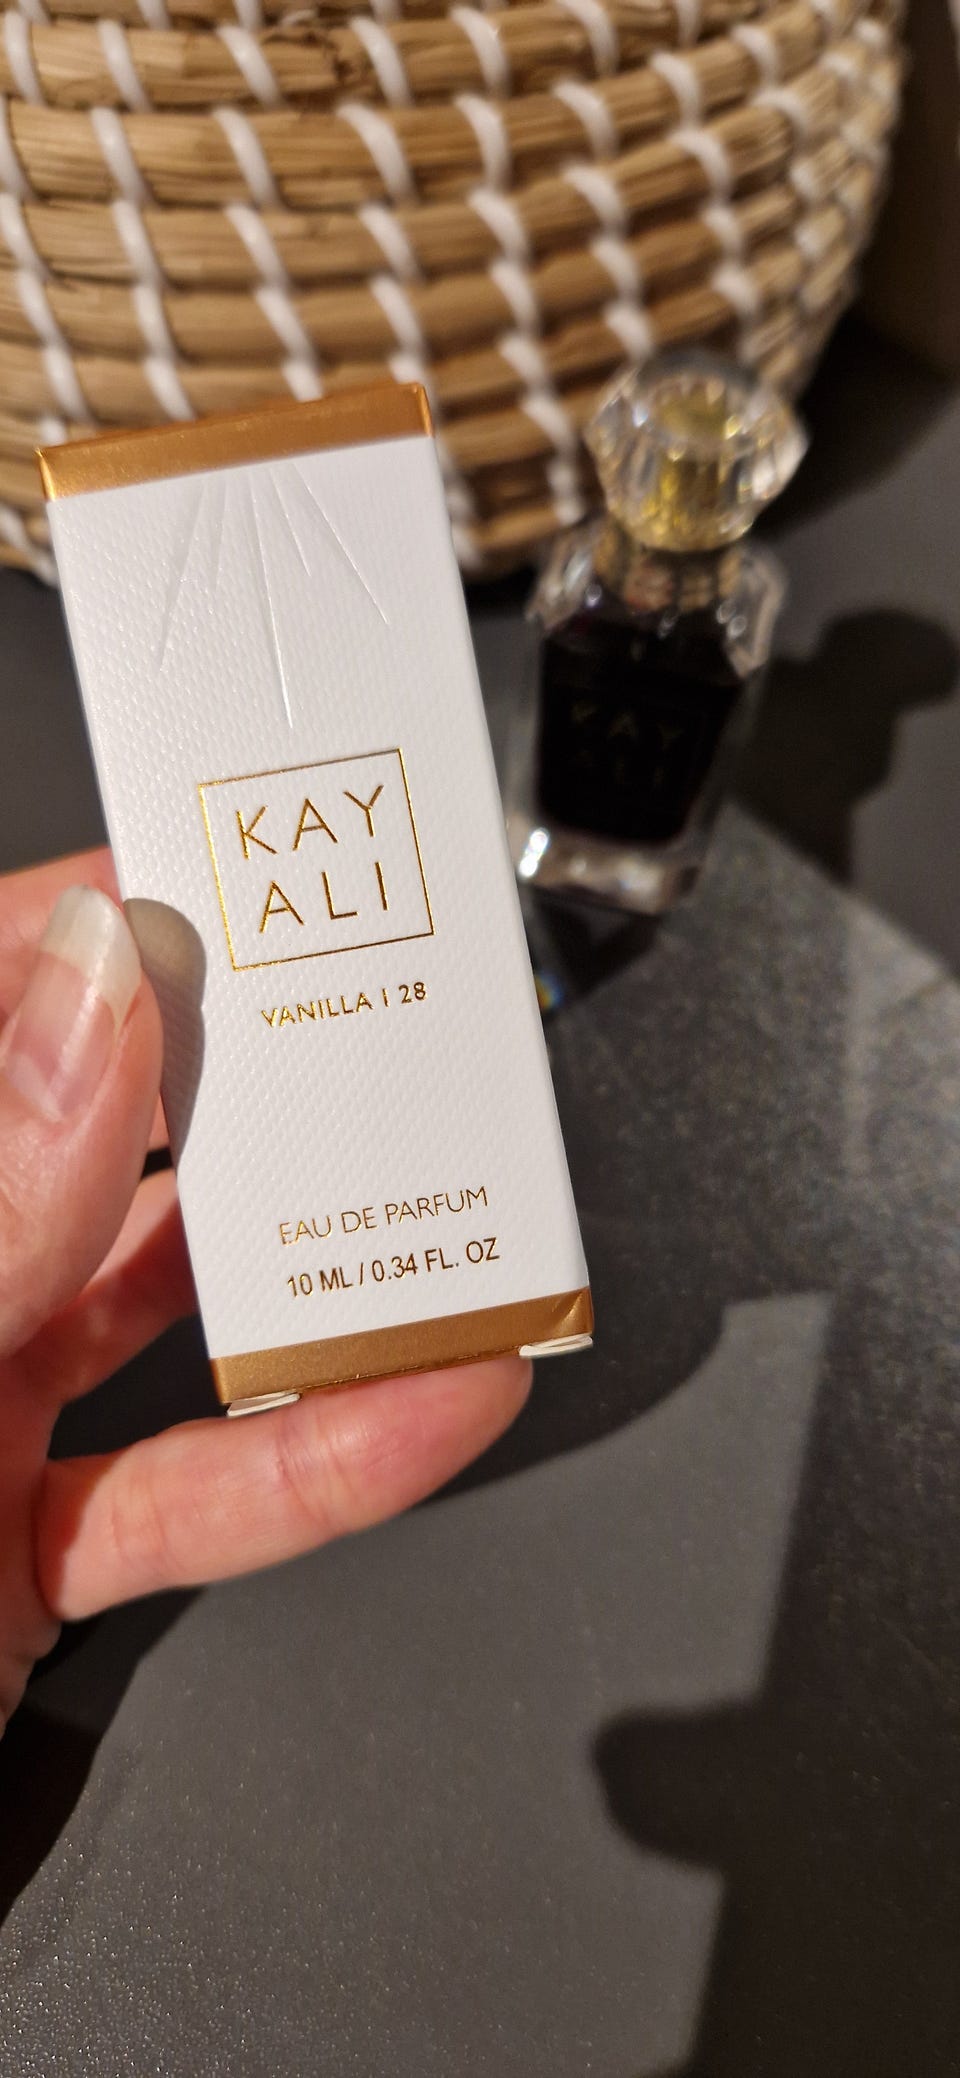 KAY
ALI
VANILLA | 28
EAU DE PARFUM
10 ML / 0.34 FL. OZ
KAY
ALI